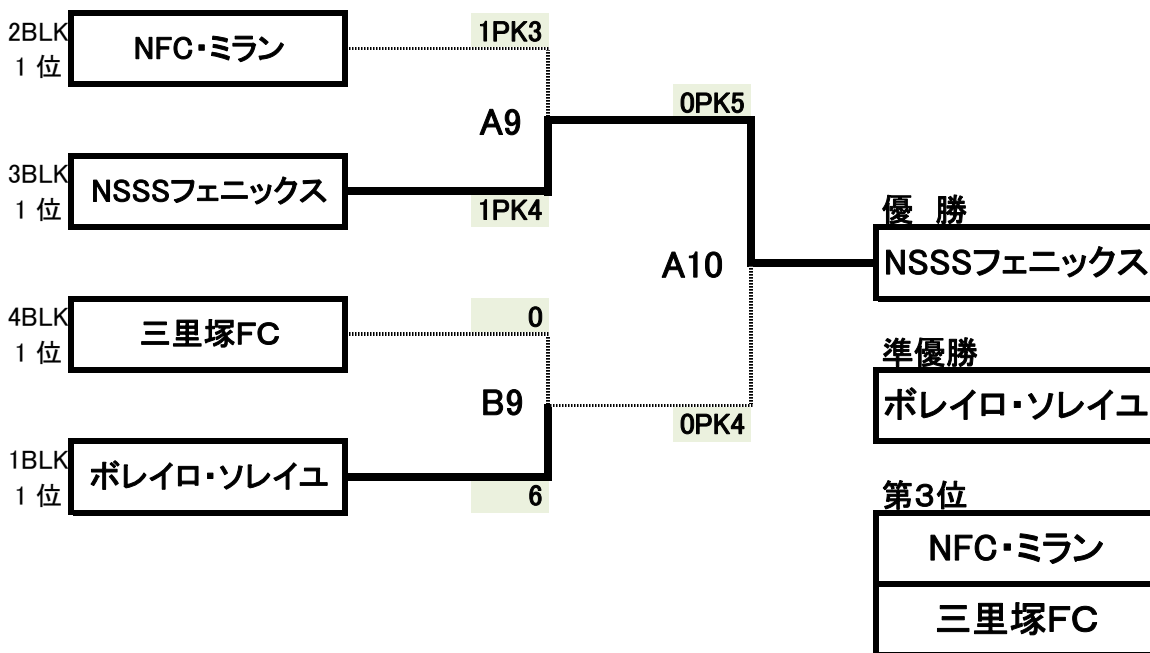 2BLK
1 位
NFC・ミラン
1PK3
A9
3BLK
1 位
NSSSフェニックス
1PK4
0PK5
4BLK
1 位
三里塚FC
0
B9
1BLK
1 位
ボレイロ・ソレイユ
6
A10
0PK4
優 勝
NSSSフェニックス
準優勝
ボレイロ・ソレイユ
第3位
NFC・ミラン
三里塚FC